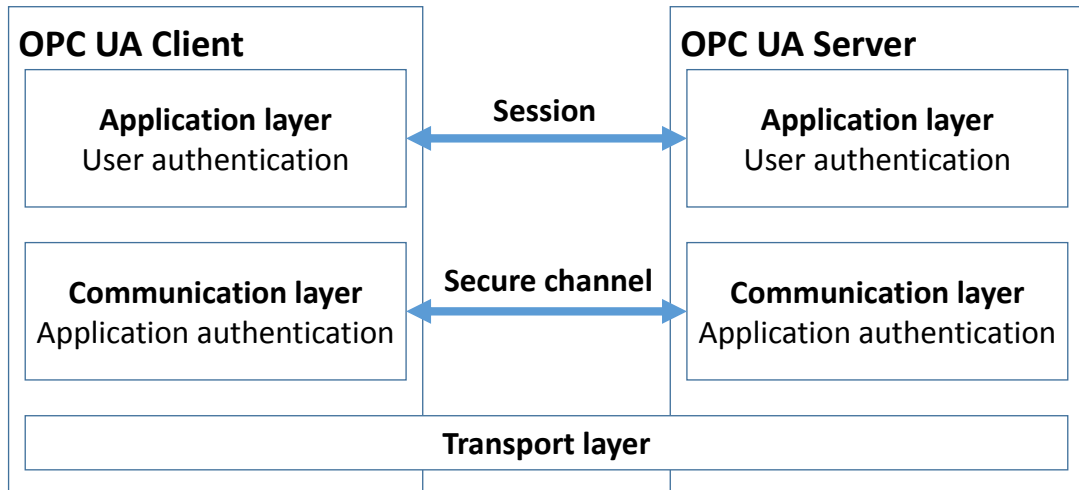 OPC UA Client
OPC UA Server
Application layer
User authentication
Session
Application layer
User authentication
Communication layer
Application authentication
Secure channel
Communication layer
Application authentication
Transport layer